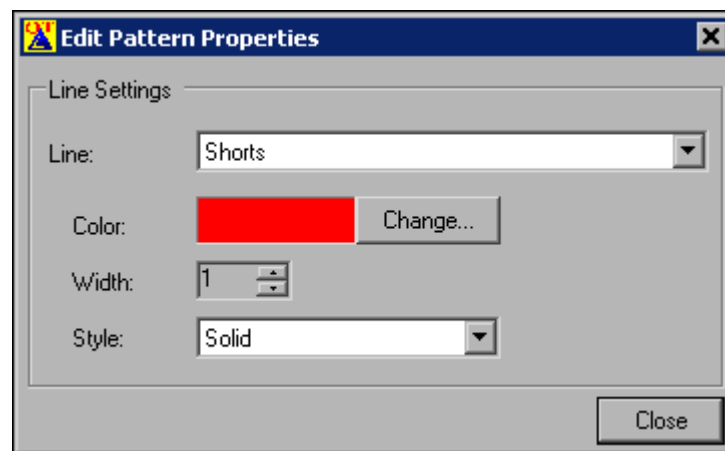 Edit Pattern Properties
Line Settings
Line: Shorts
Color: Change...
Width: 1
Style: Solid
Close